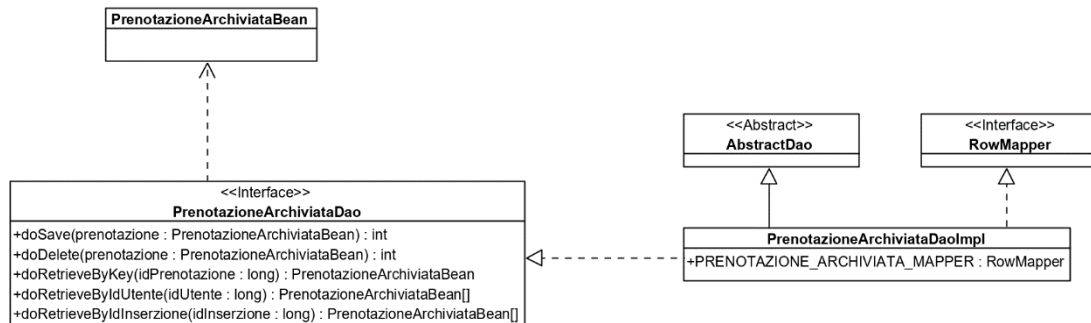 PrenotazioneArchiviataBean
<<Abstract>>
AbstractDao
<<Interface>>
RowMapper
<<Interface>>
PrenotazioneArchiviataDao
+doSave(prenotazione : PrenotazioneArchiviataBean) : int
+doDelete(prenotazione : PrenotazioneArchiviataBean) : int
+doRetrieveByKey(idPrenotazione : long) : PrenotazioneArchiviataBean
+doRetrieveByIdUtente(idUtente : long) : PrenotazioneArchiviataBean[]
+doRetrieveByIdInserzione(idInserzione : long) : PrenotazioneArchiviataBean[]
PrenotazioneArchiviataDaoImpl
+PRENOTAZIONE_ARCHIVIATA_MAPPER : RowMapper